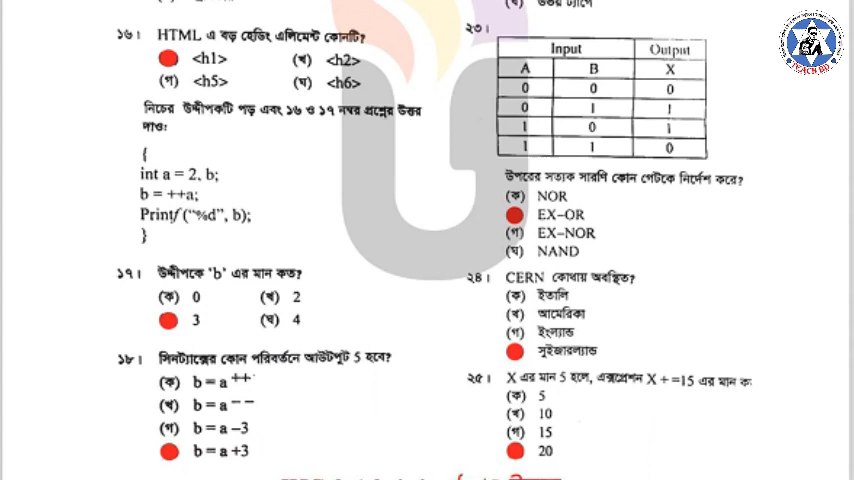 ১৬। HTML এ বড় হেডিং এলিমেন্ট কোনটি?
<h1> (খ) <h2>
(গ) <h5> (ঘ) <h6>
নিচের উদ্দীপকটি পড় এবং ১৬ ও ১৭ নম্বর প্রশ্নের উত্তর
দাও:
{
int a = 2, b;
b = ++a;
Printf (“%d”, b);
}
১৭। উদ্দীপকে ‘b’ এর মান কত?
(ক) 0 (খ) 2
3 (ঘ) 4
১৮। সিনট্যাক্সের কোন পরিবর্তনে আউটপুট 5 হবে?
(ক) b = a ++
(খ) b = a – –
(গ) b = a –3
b = a +3
(খ) উভয় টাপে
২৩।
Input Output
A B X
0 0 0
0 1 1
1 0 1
1 1 0
উপরের সত্যক সারণি কোন গেটকে নির্দেশ করে?
(ক) NOR
EX–OR
(গ) EX–NOR
(ঘ) NAND
২৪। CERN কোথায় অবস্থিত?
(ক) ইতালি
(খ) আমেরিকা
(গ) ইংল্যান্ড
সুইজারল্যান্ড
২৫। X এর মান 5 হলে, এক্সপ্রেশন X + =15 এর মান ক
(ক) 5
(খ) 10
(গ) 15
20
TEACH BD